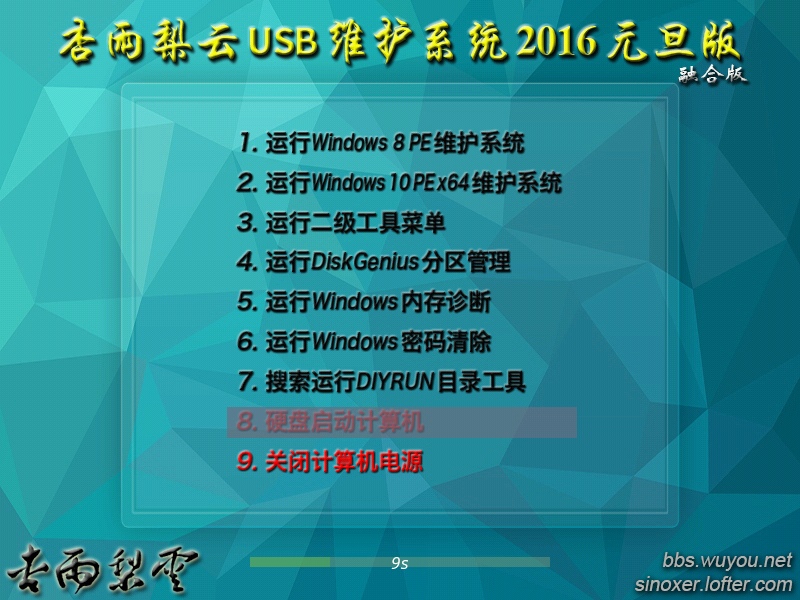 杏雨梨云USB维护系统2016元旦版
融合版
1. 运行Windows 8 PE维护系统
2. 运行Windows 10 PE x64 维护系统
3. 运行二级工具菜单
4. 运行DiskGenius 分区管理
5. 运行Windows 内存诊断
6. 运行Windows 密码清除
7. 搜索运行DIYRUN目录工具
8. 硬盘启动计算机
9. 关闭计算机电源
杏雨梨雲
9s
bbs.wuyou.net
sinoxer.lofter.com